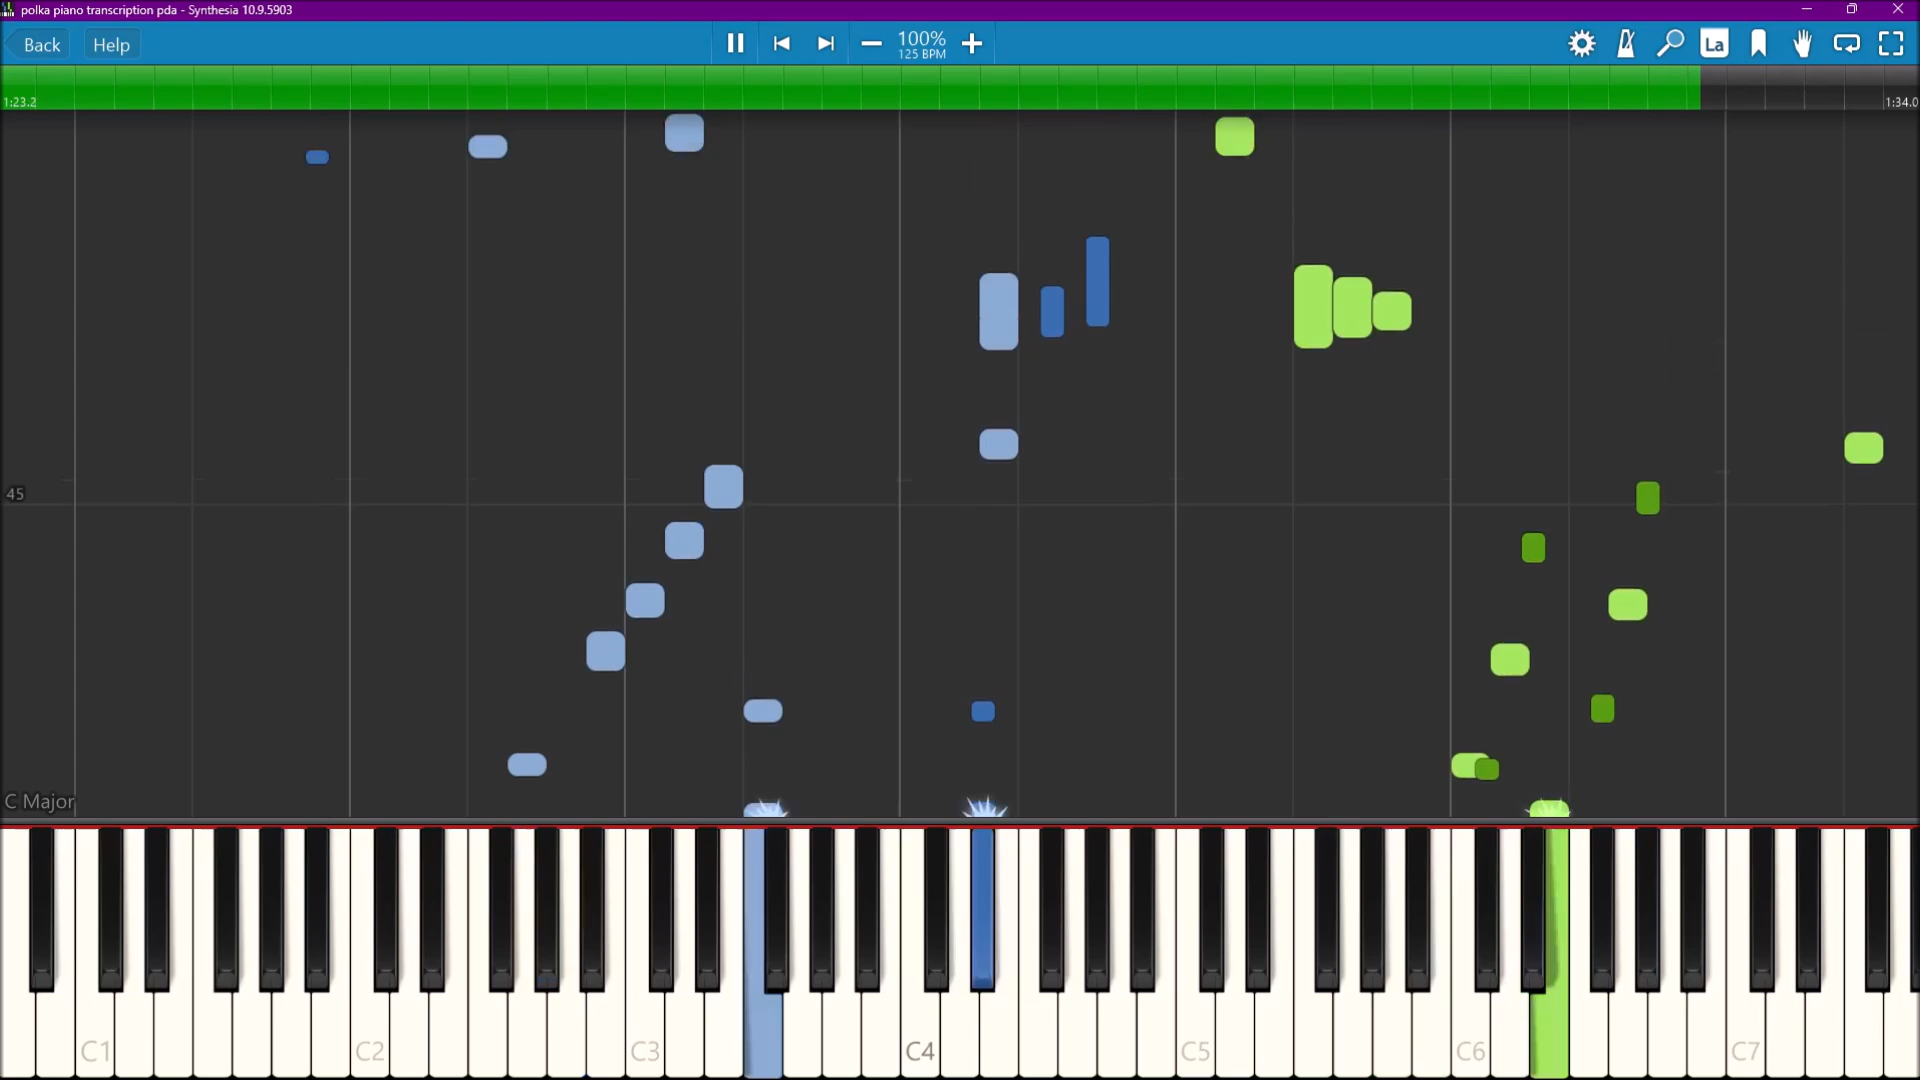 polka piano transcription pda - Synthesia 10.9.5903
Back Help 100% La
125 BPM
1:23.2 1:34.0
45
C Major
C1 C2 C3 C4 C5 C6 C7